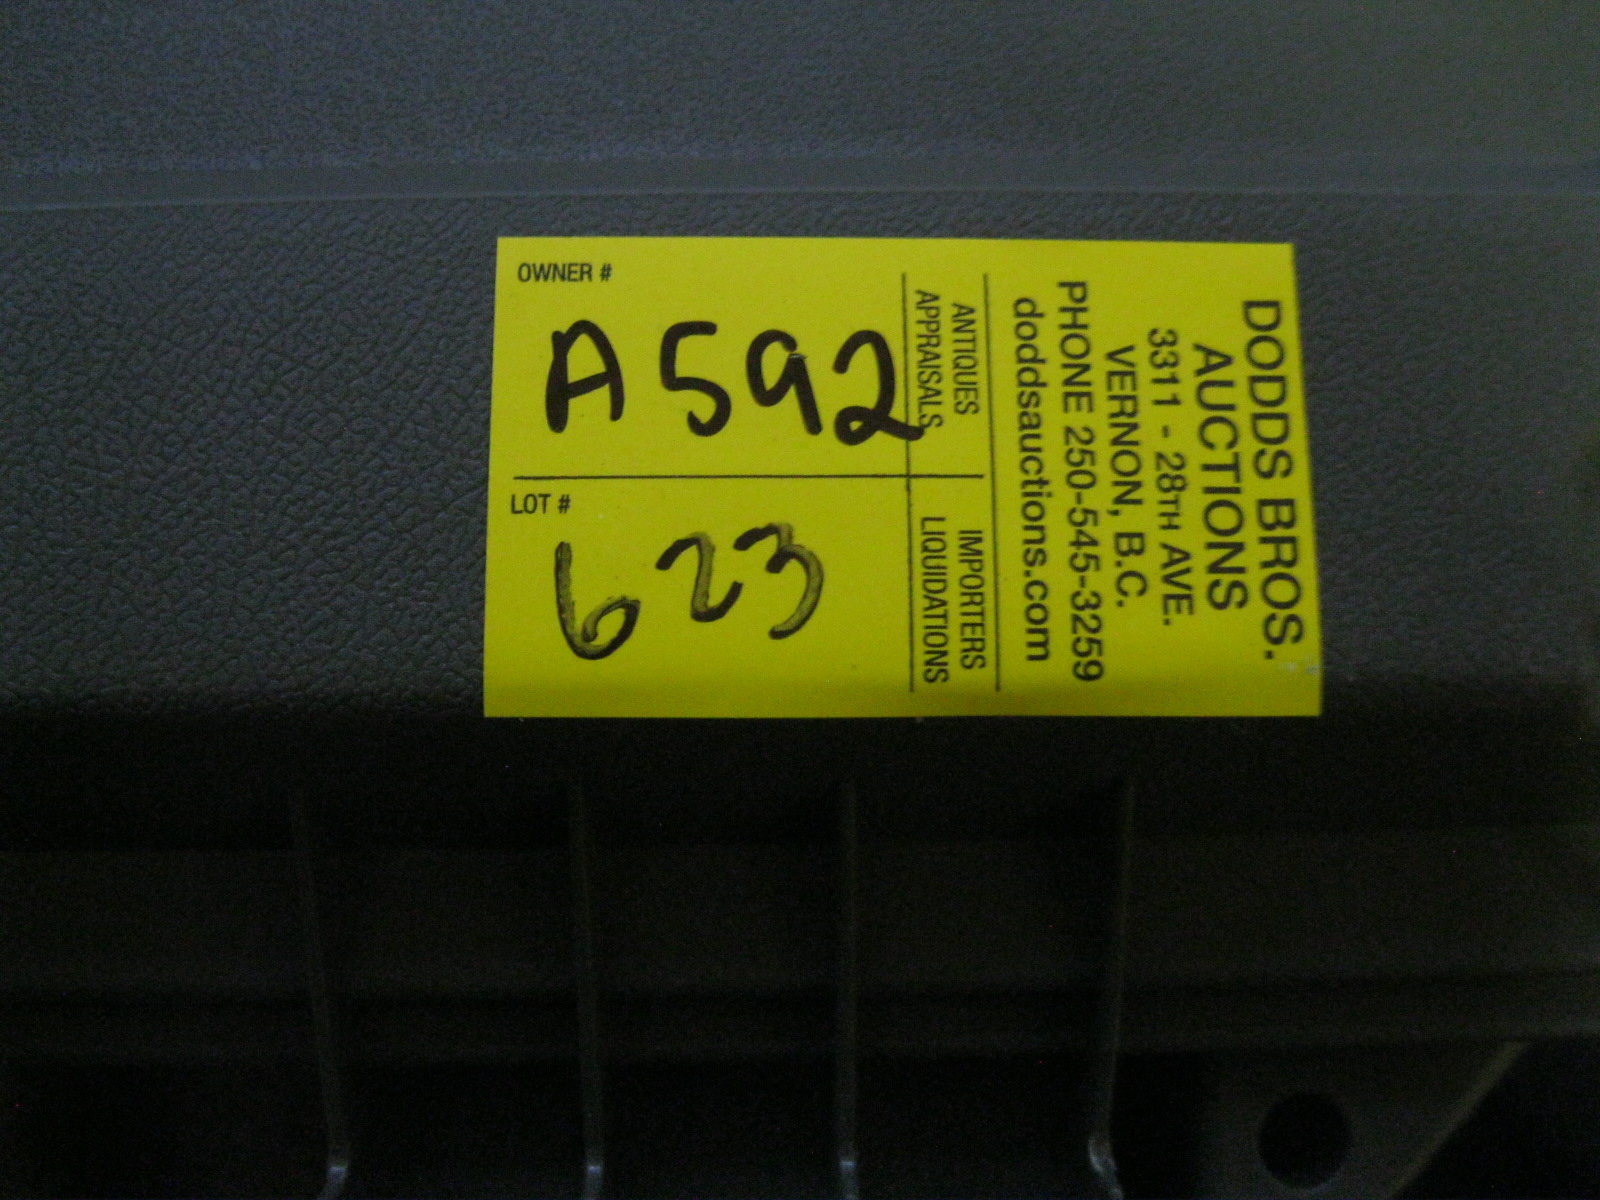 OWNER #
A592
LOT #
623
ANTIQUES
APPRAISALS
IMPORTERS
LIQUIDATIONS
DODDS BROS.
AUCTIONS
3311 - 28TH AVE.
VERNON, B.C.
PHONE 250-545-3259
doddsauctions.com